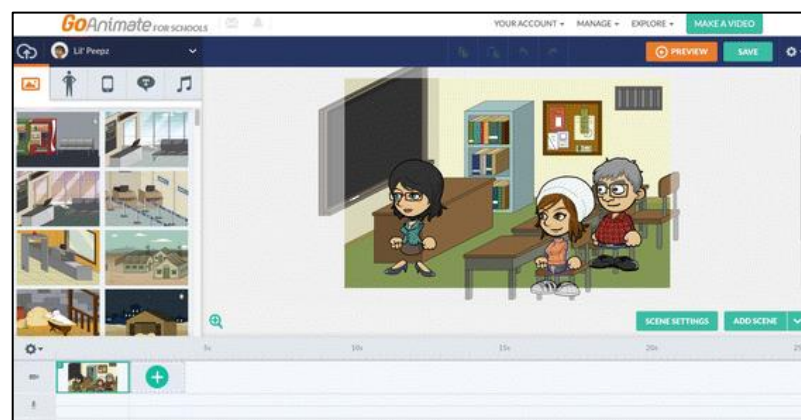 GoAnimate FOR SCHOOLS
YOUR ACCOUNT MANAGE EXPLORE MAKE A VIDEO
Lil' Peepz
PREVIEW SAVE
SCENE SETTINGS ADD SCENE
5s 10s 15s 20s